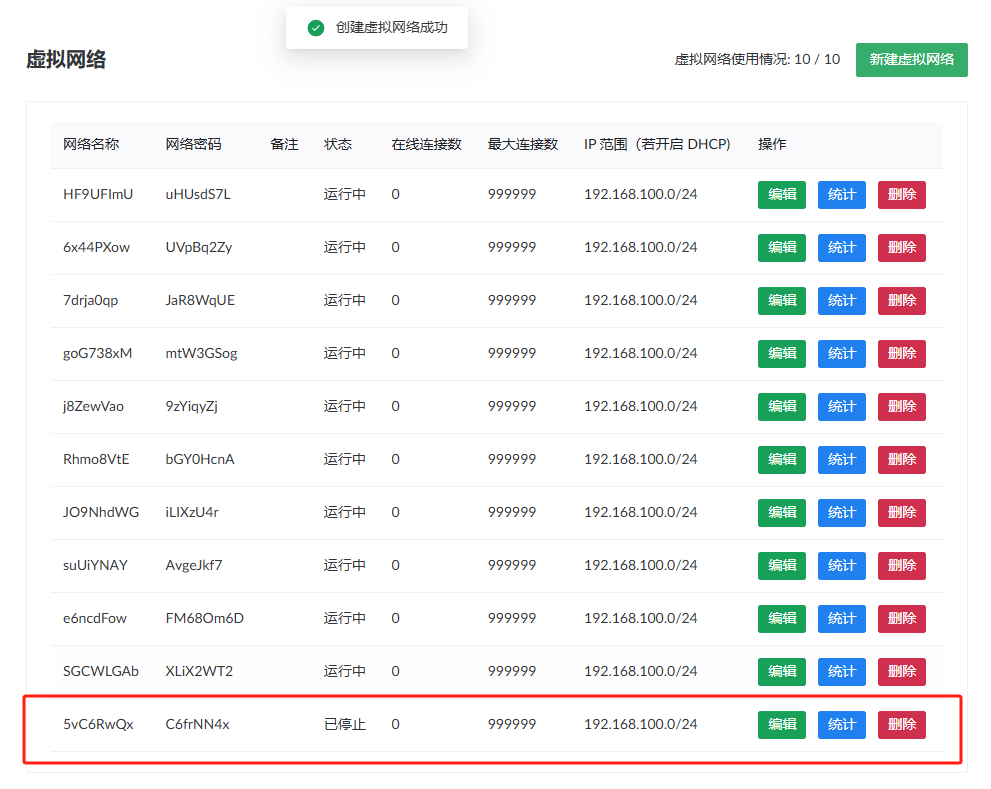 创建虚拟网络成功
虚拟网络
虚拟网络使用情况: 10 / 10
新建虚拟网络
网络名称 网络密码 备注 状态 在线连接数 最大连接数 IP 范围（若开启 DHCP) 操作
HF9UFImU uHUsdS7L 运行中 0 999999 192.168.100.0/24 编辑 统计 删除
6x44PXow UVpBq2Zy 运行中 0 999999 192.168.100.0/24 编辑 统计 删除
7drja0qp JaR8WqUE 运行中 0 999999 192.168.100.0/24 编辑 统计 删除
goG738xM mtW3GSog 运行中 0 999999 192.168.100.0/24 编辑 统计 删除
j8ZewVao 9zYiqyZj 运行中 0 999999 192.168.100.0/24 编辑 统计 删除
Rhmo8VtE bGY0HcnA 运行中 0 999999 192.168.100.0/24 编辑 统计 删除
JO9NhdWG iLIXzU4r 运行中 0 999999 192.168.100.0/24 编辑 统计 删除
suUiYNAY AvgeJkf7 运行中 0 999999 192.168.100.0/24 编辑 统计 删除
e6ncdFow FM68Om6D 运行中 0 999999 192.168.100.0/24 编辑 统计 删除
SGCWLGAb XLiX2WT2 运行中 0 999999 192.168.100.0/24 编辑 统计 删除
5vC6RwQx C6frNN4x 已停止 0 999999 192.168.100.0/24 编辑 统计 删除